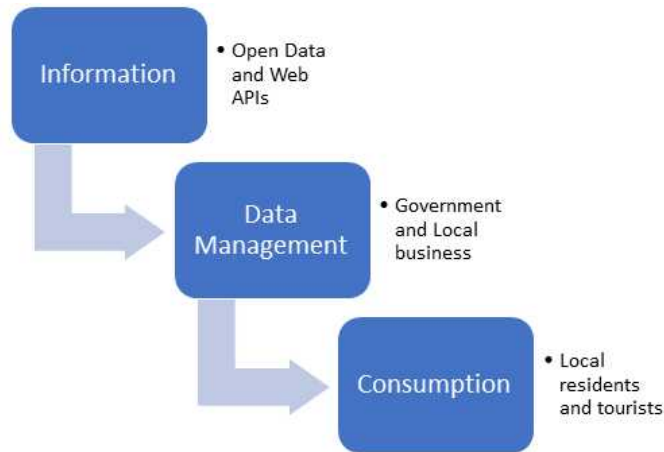 Information
• Open Data
and Web
APIs
Data
Management
• Government
and Local
business
Consumption
• Local
residents
and tourists